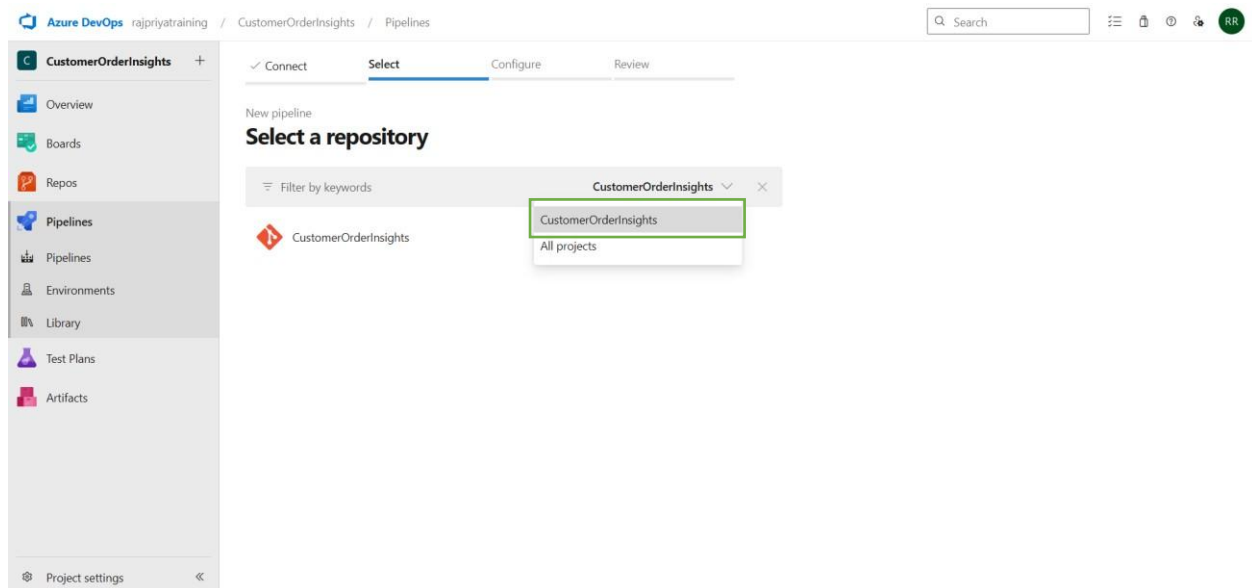 Azure DevOps rajpriyatraining / CustomerOrderInsights / Pipelines
Search
RR
C CustomerOrderInsights +
Overview
Boards
Repos
Pipelines
Pipelines
Environments
Library
Test Plans
Artifacts
Project settings
Connect Select Configure Review
New pipeline
Select a repository
Filter by keywords CustomerOrderInsights
CustomerOrderInsights
CustomerOrderInsights
All projects